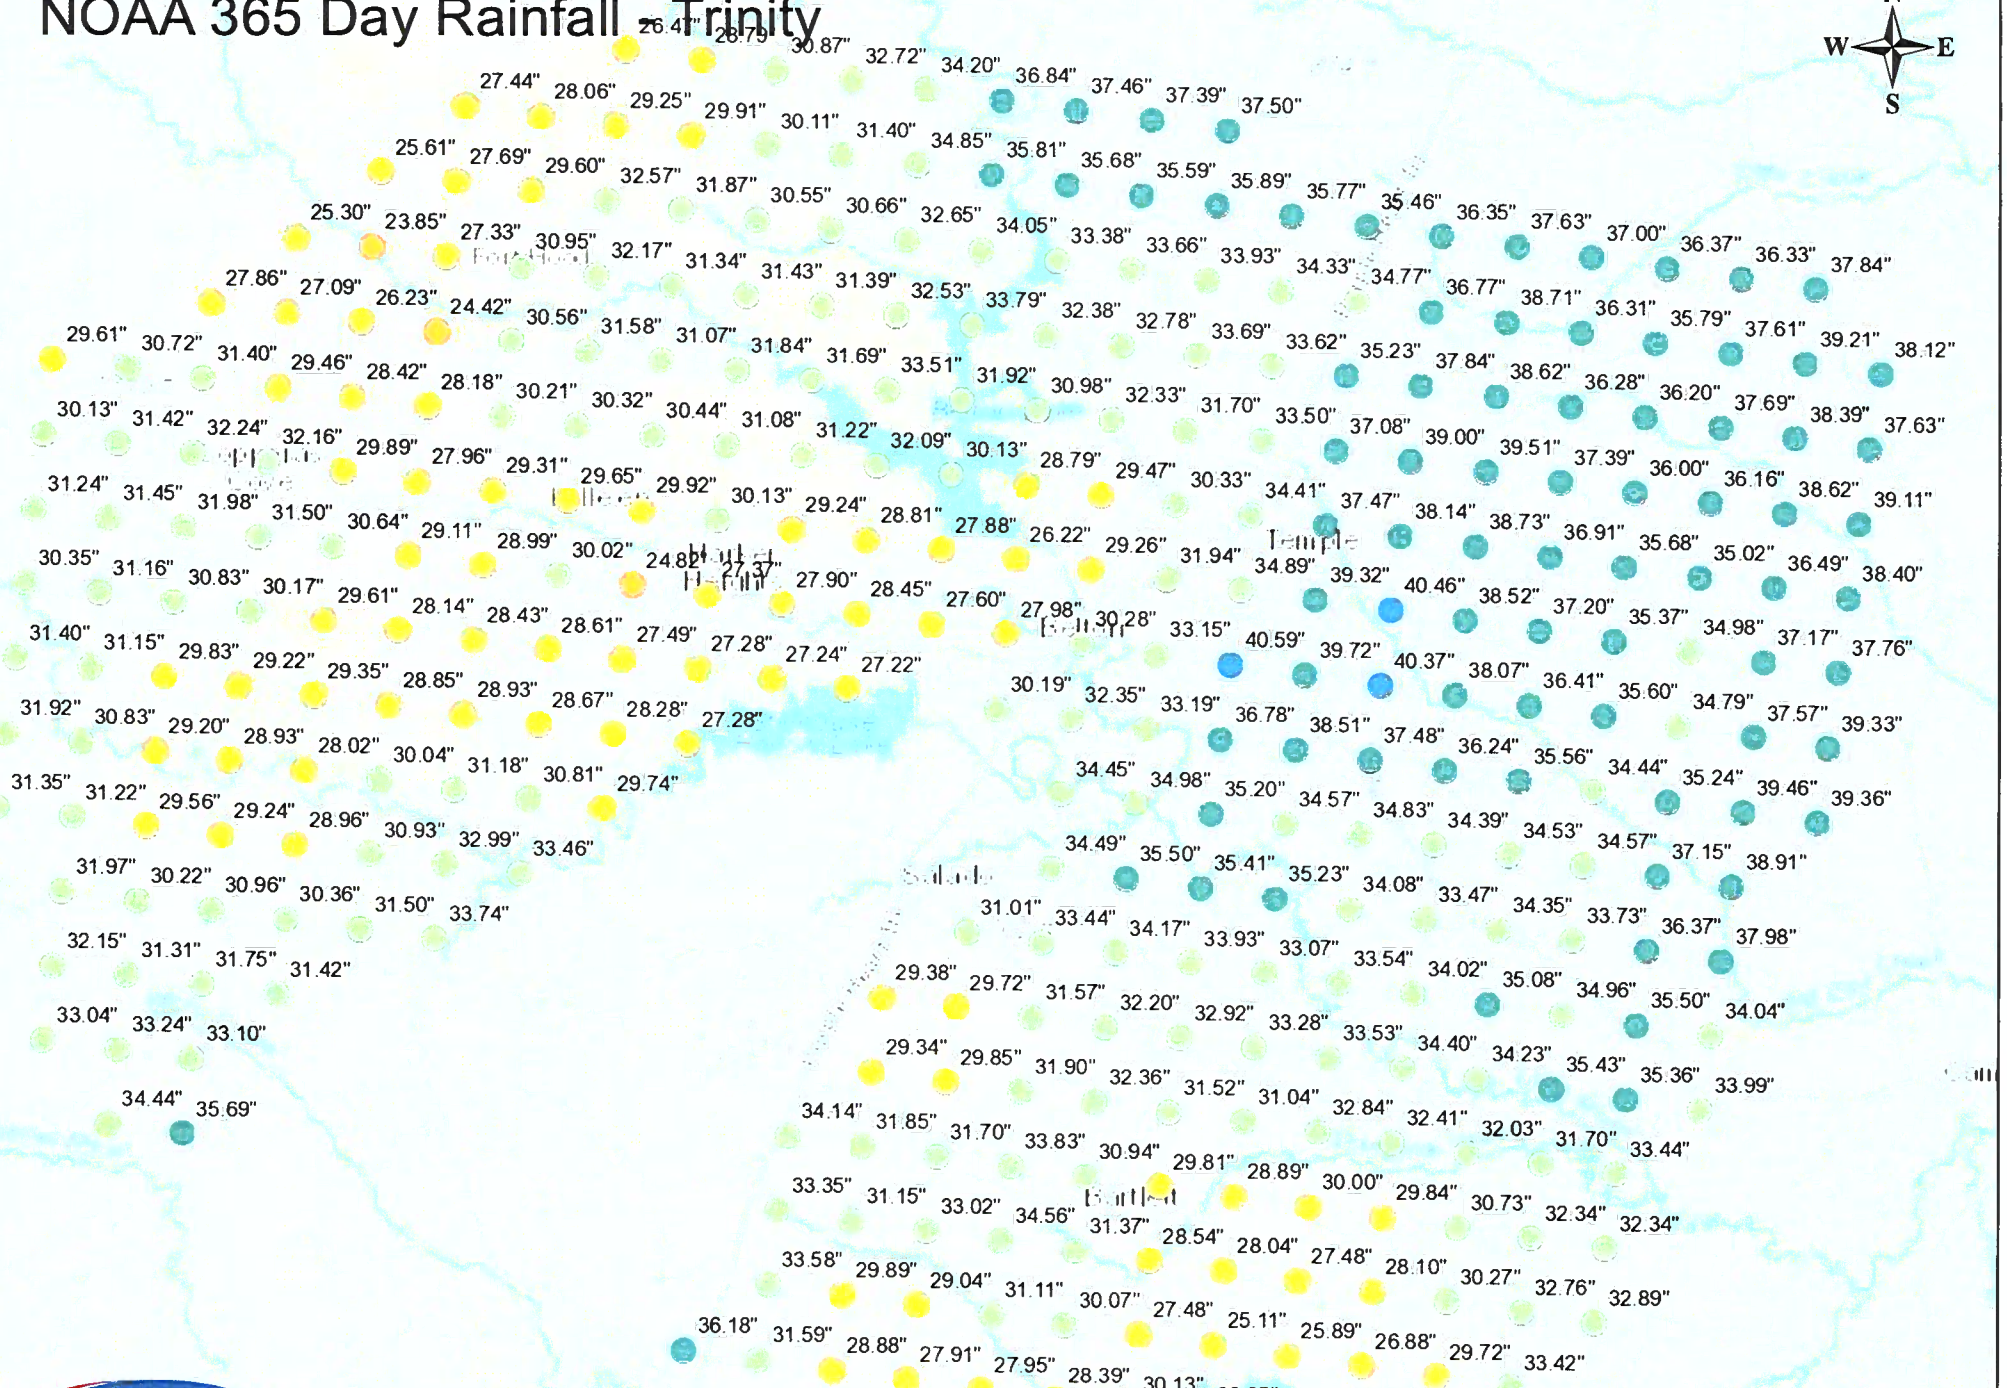 NOAA 365 Day Rainfall - Trinity
N
W E
S
26.47" 28.79" 30.87" 32.72" 34.20" 36.84" 37.46" 37.39" 37.50"
27.44" 28.06" 29.25" 29.91" 30.11" 31.40" 34.85" 35.81" 35.68" 35.59" 35.89" 35.77" 35.46" 36.35" 37.63" 37.00" 36.37" 36.33" 37.84"
25.61" 27.69" 29.60" 32.57" 31.87" 30.55" 30.66" 32.65" 34.05" 33.38" 33.66" 33.93" 34.33" 34.77" 36.77" 38.71" 36.31" 35.79" 37.61" 39.21" 38.12"
25.30" 23.85" 27.33" 30.95" 32.17" 31.34" 31.43" 31.39" 32.53" 33.79" 32.38" 32.78" 33.69" 33.62" 35.23" 37.84" 38.62" 36.28" 36.20" 37.69" 38.39" 37.63"
27.86" 27.09" 26.23" 24.42" 30.56" 31.58" 31.07" 31.84" 31.69" 33.51" 31.92" 30.98" 32.33" 31.70" 33.50" 37.08" 39.00" 39.51" 37.39" 36.00" 36.16" 38.62" 39.11"
29.61" 30.72" 31.40" 29.46" 28.42" 28.18" 30.21" 30.32" 30.44" 31.08" 31.22" 32.09" 30.13" 28.79" 29.47" 30.33" 34.41" 37.47" 38.14" 38.73" 36.91" 35.68" 35.02" 36.49" 38.40"
30.13" 31.42" 32.24" 32.16" 29.89" 27.96" 29.31" 29.65" 29.92" 30.13" 29.24" 28.81" 27.88" 26.22" 29.26" 31.94" 34.89" 39.32" 40.46" 38.52" 37.20" 35.37" 34.98" 37.17" 37.76"
Killeen
Temple
31.24" 31.45" 31.98" 31.50" 30.64" 29.11" 28.99" 30.02" 24.82" 27.37" 27.90" 28.45" 27.60" 27.98" 30.28" 33.15" 40.59" 39.72" 40.37" 38.07" 36.41" 35.60" 34.79" 37.57" 39.33"
Belton
30.35" 31.16" 30.83" 30.17" 29.61" 28.14" 28.43" 28.61" 27.49" 27.28" 27.24" 27.22" 30.19" 32.35" 33.19" 36.78" 38.51" 37.48" 36.24" 35.56" 34.44" 35.24" 39.46" 39.36"
31.40" 31.15" 29.83" 29.22" 29.35" 28.85" 28.93" 28.67" 28.28" 27.28" 34.45" 34.98" 35.20" 34.57" 34.83" 34.39" 34.53" 34.57" 37.15" 38.91"
31.92" 30.83" 29.20" 28.93" 28.02" 30.04" 31.18" 30.81" 29.74" 34.49" 35.50" 35.41" 35.23" 34.08" 33.47" 34.35" 33.73" 36.37" 37.98"
Salado
31.35" 31.22" 29.56" 29.24" 28.96" 30.93" 32.99" 33.46" 31.01" 33.44" 34.17" 33.93" 33.07" 33.54" 34.02" 35.08" 34.96" 35.50" 34.04"
31.97" 30.22" 30.96" 30.36" 31.50" 33.74" 29.38" 29.72" 31.57" 32.20" 32.92" 33.28" 33.53" 34.40" 34.23" 35.43" 35.36" 33.99"
32.15" 31.31" 31.75" 31.42" 29.34" 29.85" 31.90" 32.36" 31.52" 31.04" 32.84" 32.41" 32.03" 31.70" 33.44"
33.04" 33.24" 33.10" 34.14" 31.85" 31.70" 33.83" 30.94" 29.81" 28.89" 30.00" 29.84" 30.73" 32.34" 32.34"
Bartlett
34.44" 35.69" 33.35" 31.15" 33.02" 34.56" 31.37" 28.54" 28.04" 27.48" 28.10" 30.27" 32.76" 32.89"
33.58" 29.89" 29.04" 31.11" 30.07" 27.48" 25.11" 25.89" 26.88" 29.72" 33.42"
36.18" 31.59" 28.88" 27.91" 27.95" 28.39" 30.13"